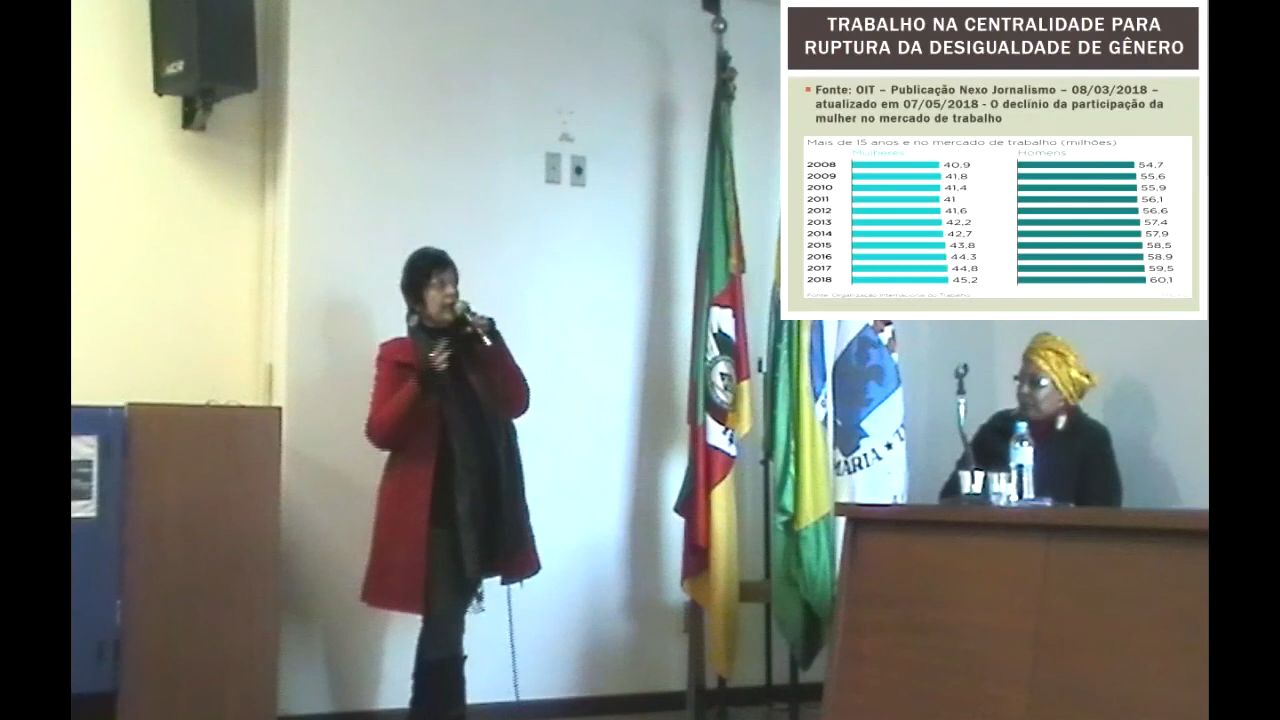 TRABALHO NA CENTRALIDADE PARA
RUPTURA DA DESIGUALDADE DE GÊNERO
Fonte: OIT – Publicação Nexo Jornalismo – 08/03/2018 –
atualizado em 07/05/2018 - O declínio da participação da
mulher no mercado de trabalho
Mais de 15 anos e no mercado de trabalho (milhões)
Mulheres Homens
2008 40,9 54,7
2009 41,8 55,6
2010 41,4 55,9
2011 41 56,1
2012 41,6 56,6
2013 42,2 57,4
2014 42,7 57,9
2015 43,8 58,5
2016 44,3 58,9
2017 44,8 59,5
2018 45,2 60,1
Fonte: Organização Internacional do Trabalho
MARIA ★